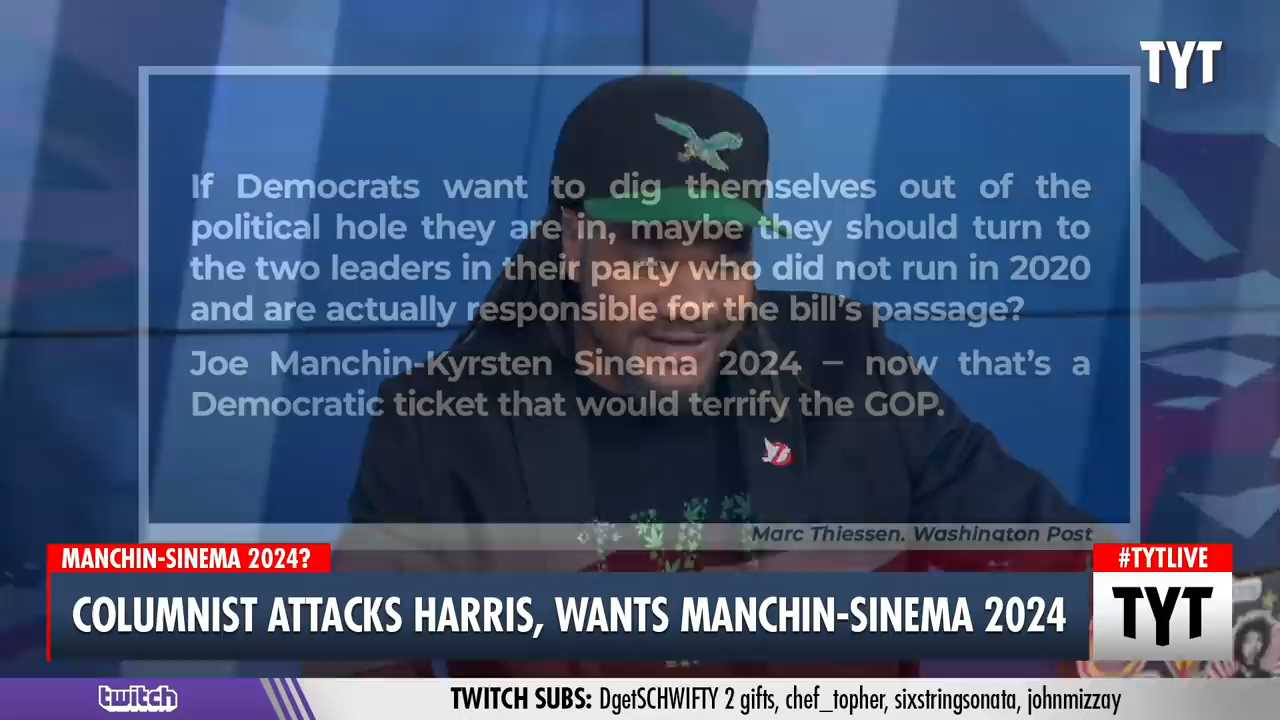 TYT
If Democrats want to dig themselves out of the
political hole they are in, maybe they should turn to
the two leaders in their party who did not run in 2020
and are actually responsible for the bill's passage?
Joe Manchin-Kyrsten Sinema 2024 – now that's a
Democratic ticket that would terrify the GOP.
Marc Thiessen. Washington Post
MANCHIN-SINEMA 2024?
#TYTLIVE
COLUMNIST ATTACKS HARRIS, WANTS MANCHIN-SINEMA 2024
TYT
twitch
TWITCH SUBS: DgetSCHWIFTY 2 gifts, chef_topher, sixstringsonata, johnmizzay